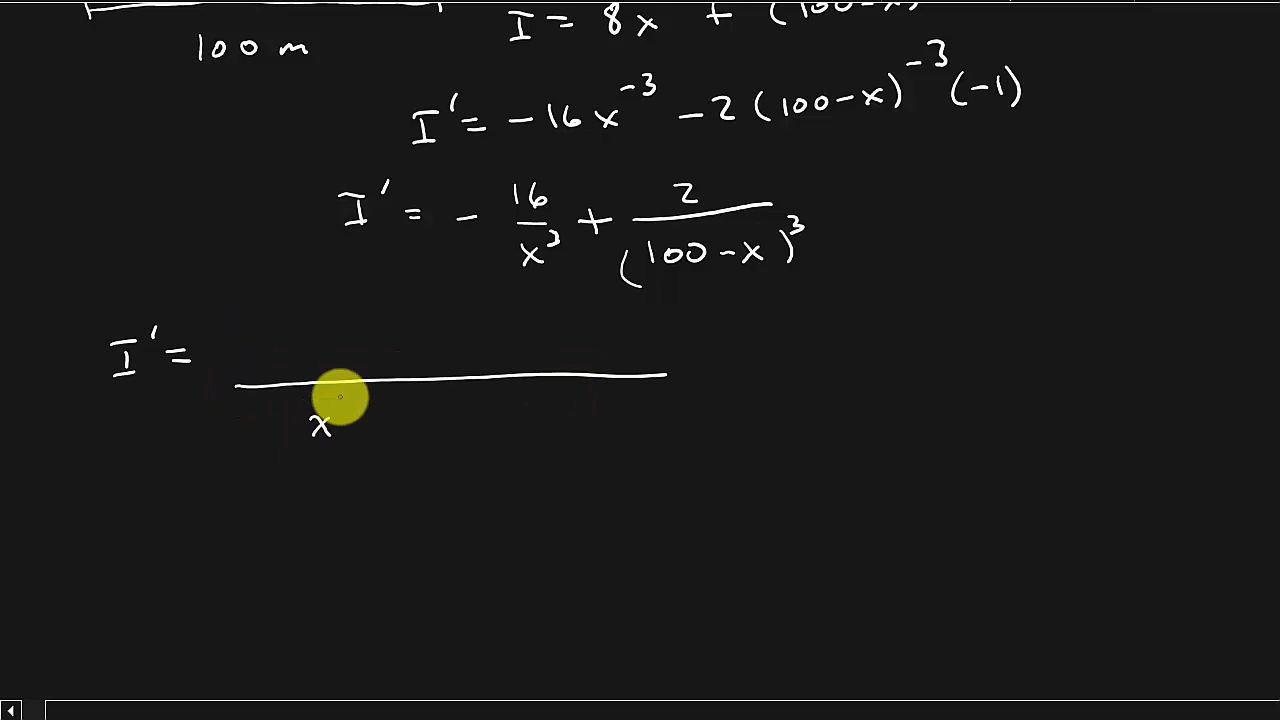 I = 8x + (100-x)
100 m
I' = -16x^-3 -2(100-x)^-3 (-1)
I' = - 16/x^3 + 2/(100-x)^3
I' =
x